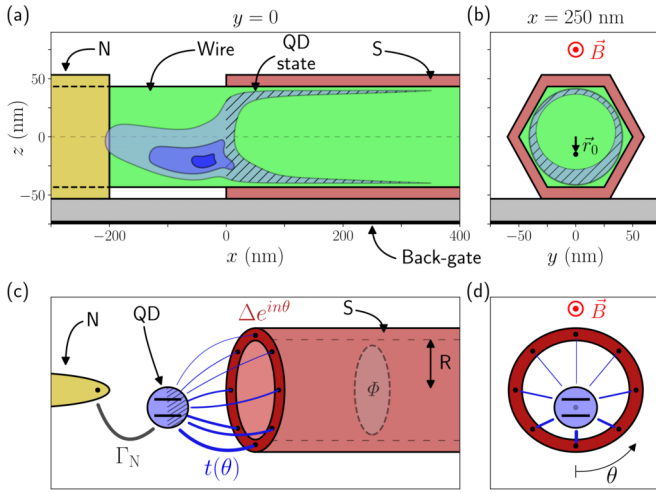 (a)
y = 0
N
Wire
QD
state
S
z (nm)
50
0
−50
−200
0
200
400
x (nm)
Back-gate
(b)
x = 250 nm
B⃗
r⃗₀
−50
0
50
y (nm)
(c)
N
QD
Δe^{inθ}
S
R
Φ
Γ_N
t(θ)
(d)
B⃗
θ